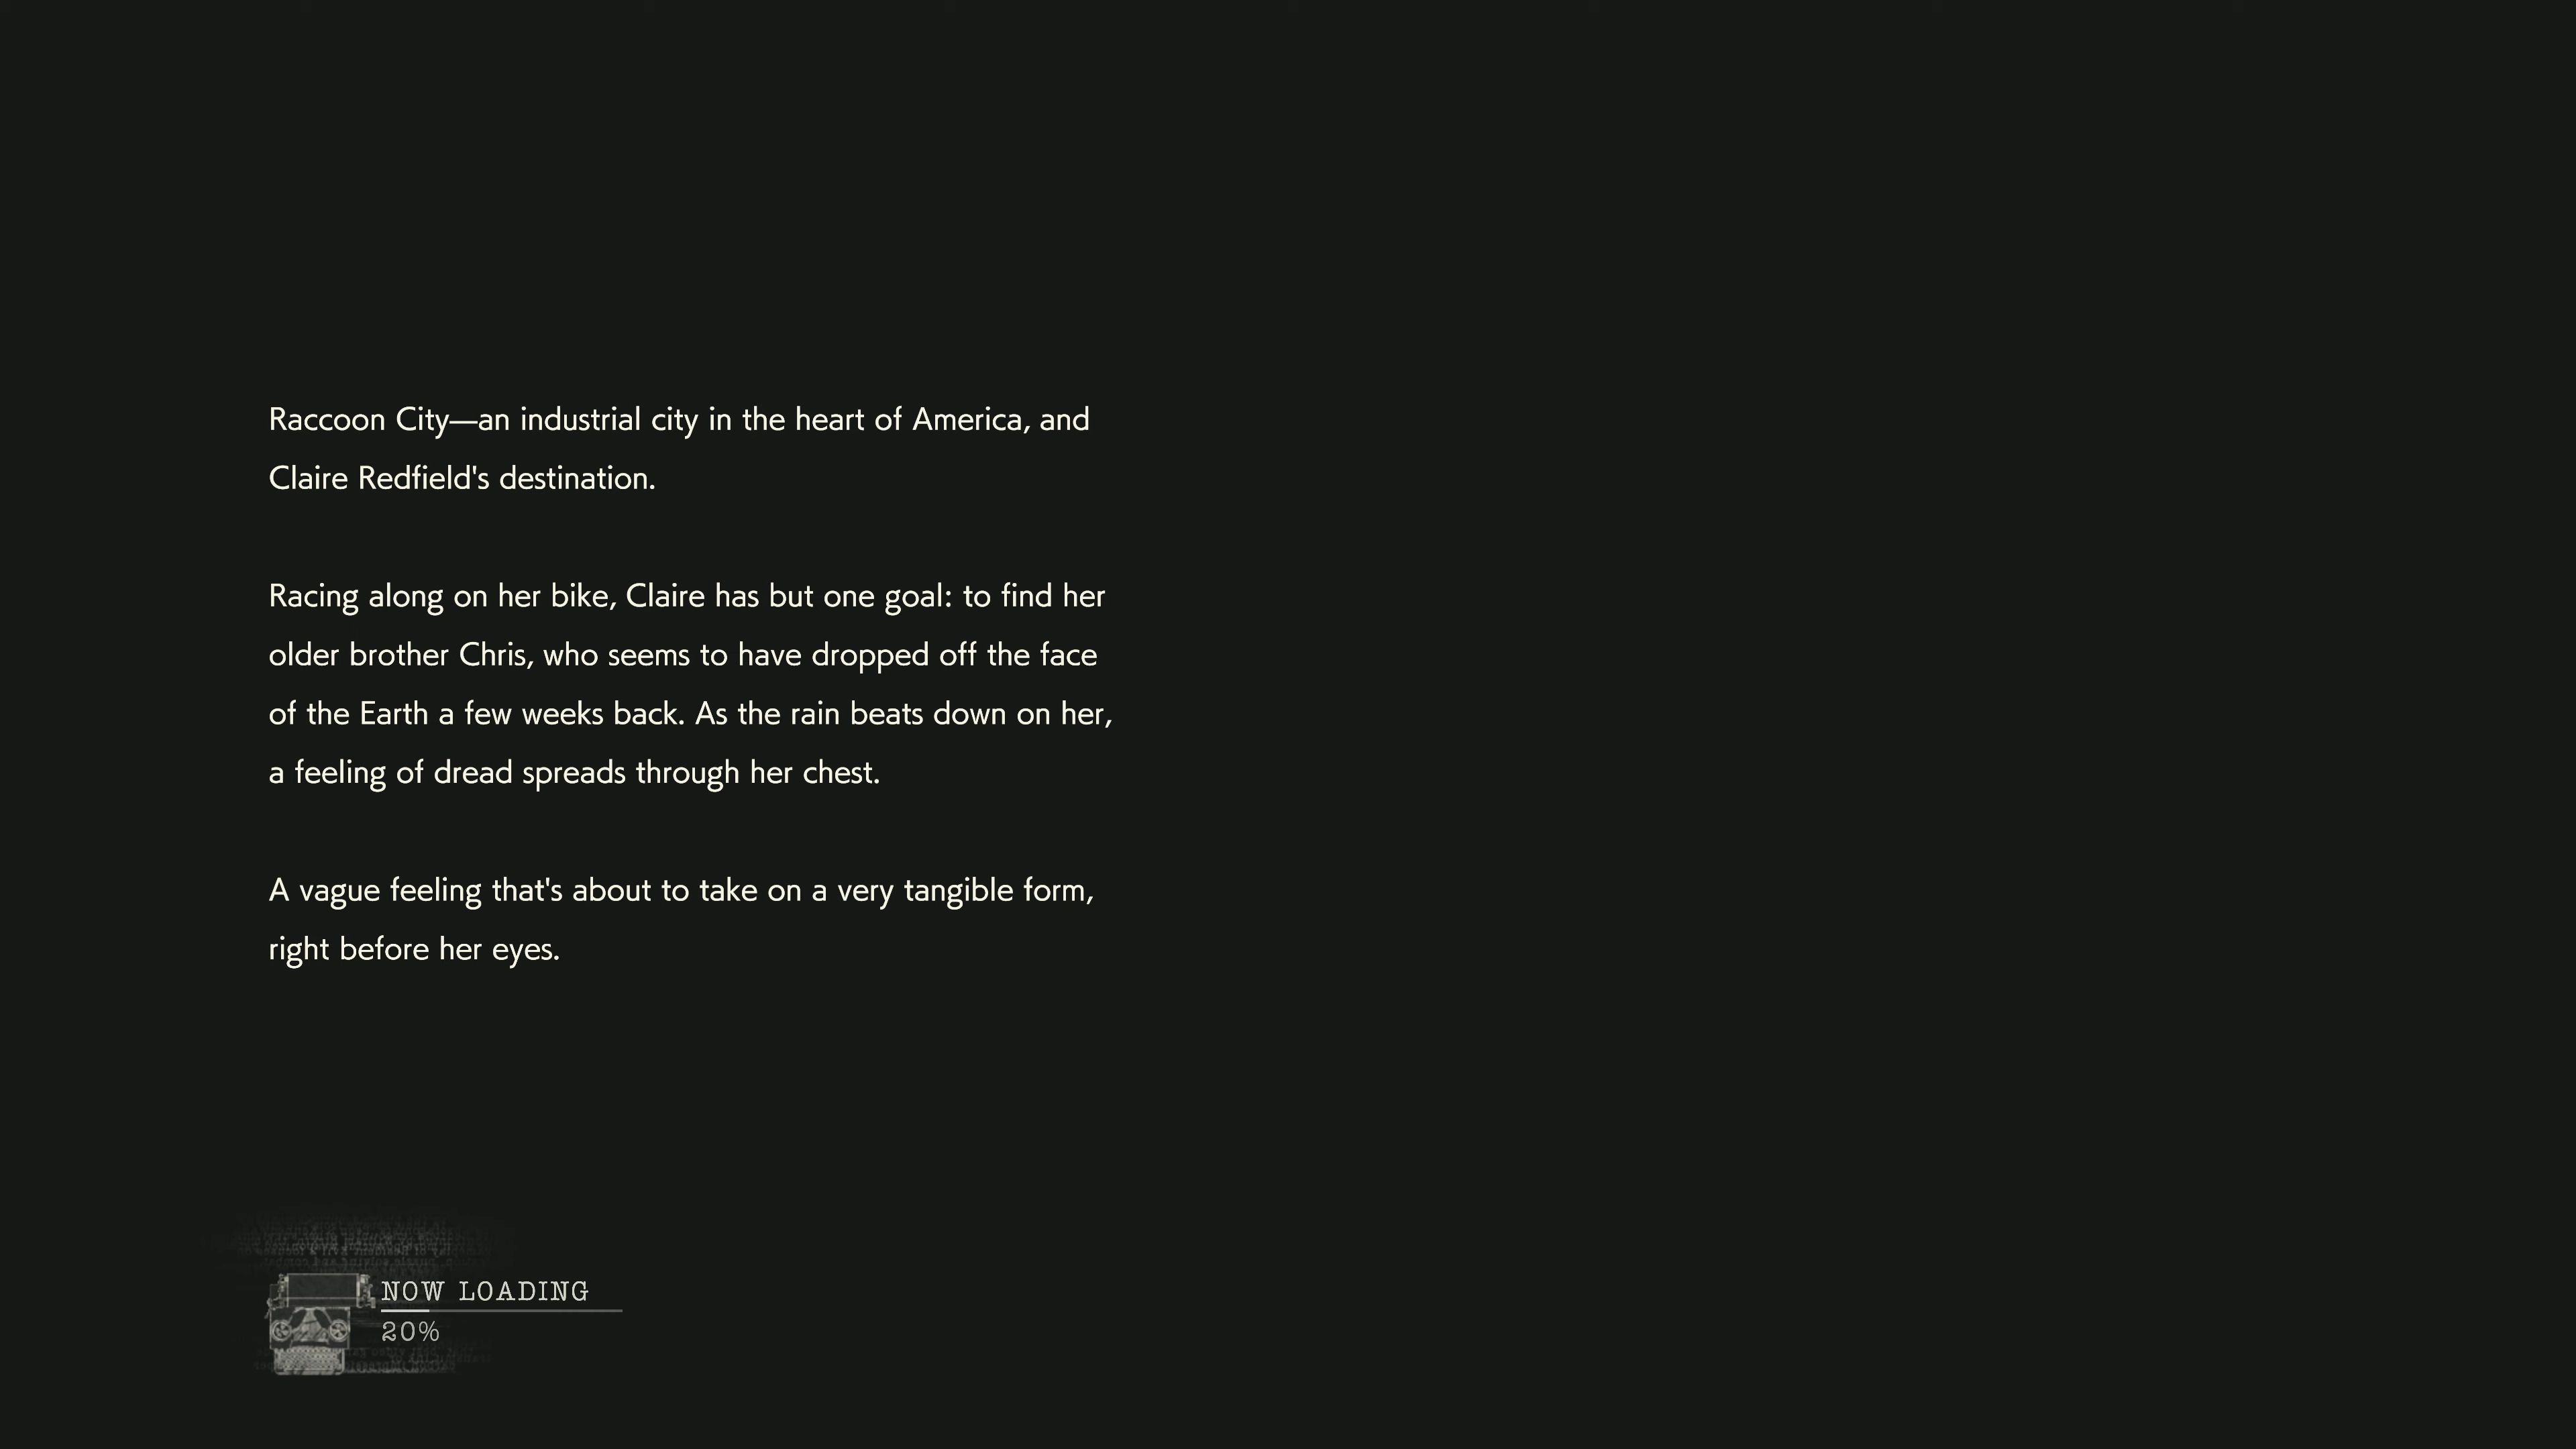 Raccoon City—an industrial city in the heart of America, and
Claire Redfield's destination.
Racing along on her bike, Claire has but one goal: to find her
older brother Chris, who seems to have dropped off the face
of the Earth a few weeks back. As the rain beats down on her,
a feeling of dread spreads through her chest.
A vague feeling that's about to take on a very tangible form,
right before her eyes.
NOW LOADING
20%